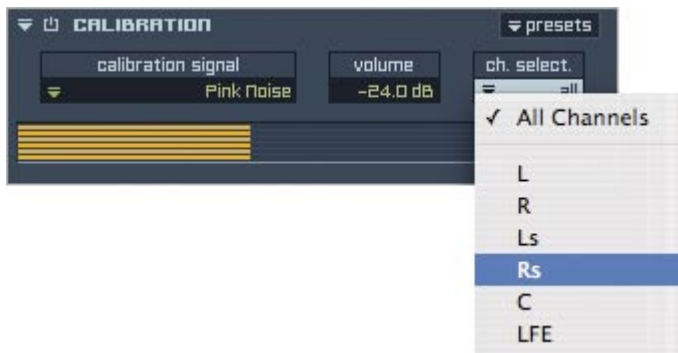 CALIBRATION
presets
calibration signal
volume
ch. select.
Pink Noise
-24.0 dB
all
✓ All Channels
L
R
Ls
Rs
C
LFE